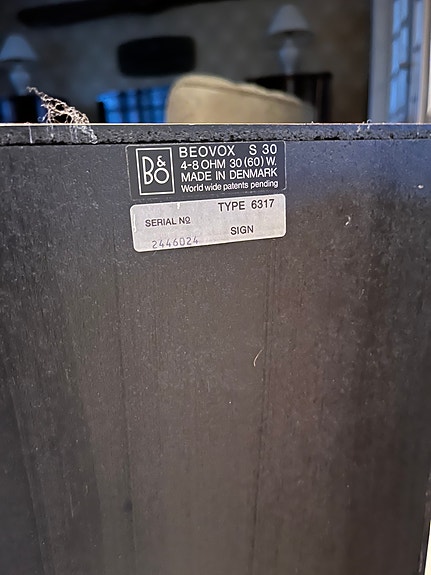 B&O
BEOVOX S 30
4-8 OHM 30 (60) W.
MADE IN DENMARK
World wide patents pending
TYPE 6317
SERIAL Nº
2446024
SIGN